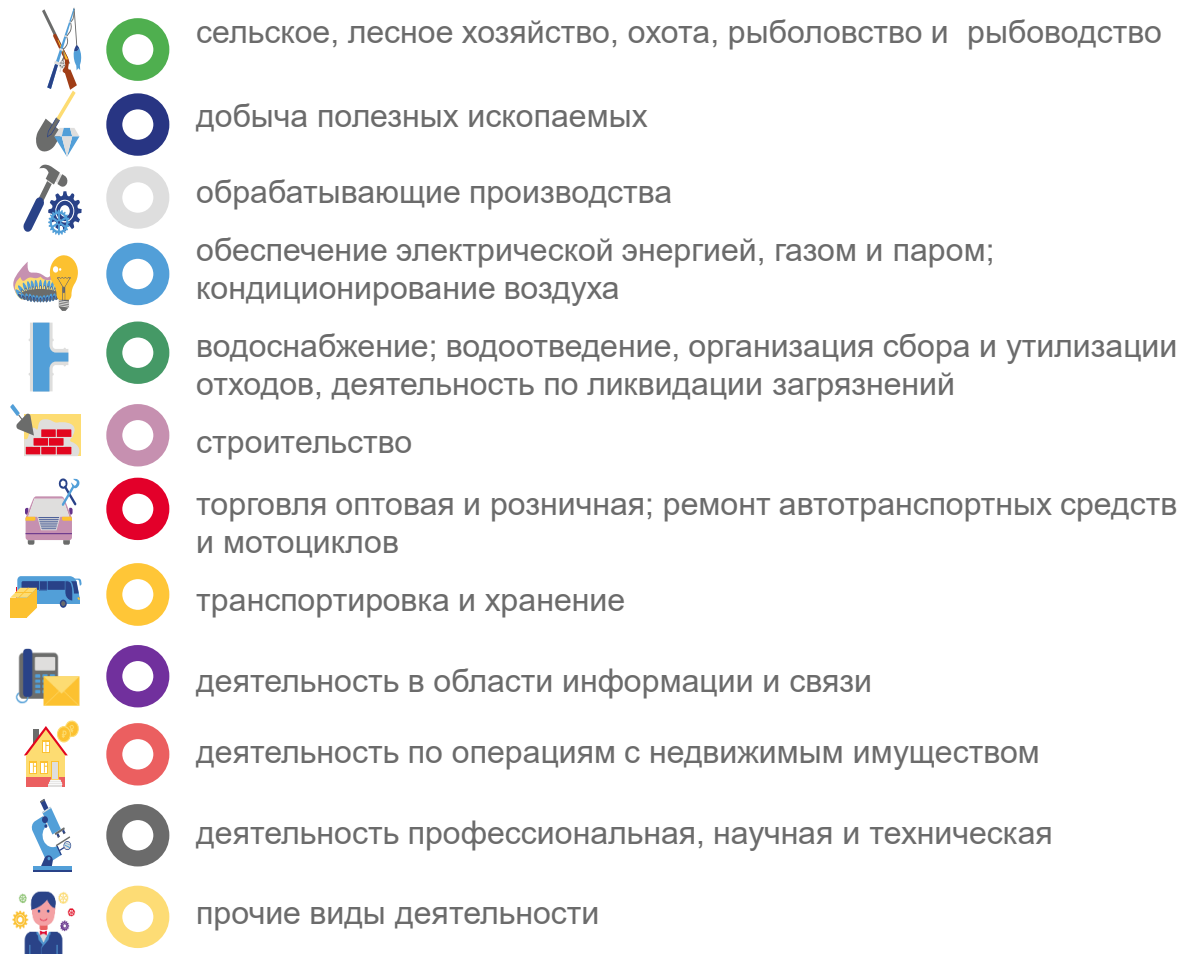 сельское, лесное хозяйство, охота, рыболовство и рыбоводство
добыча полезных ископаемых
обрабатывающие производства
обеспечение электрической энергией, газом и паром;
кондиционирование воздуха
водоснабжение; водоотведение, организация сбора и утилизации
отходов, деятельность по ликвидации загрязнений
строительство
торговля оптовая и розничная; ремонт автотранспортных средств
и мотоциклов
транспортировка и хранение
деятельность в области информации и связи
деятельность по операциям с недвижимым имуществом
деятельность профессиональная, научная и техническая
прочие виды деятельности